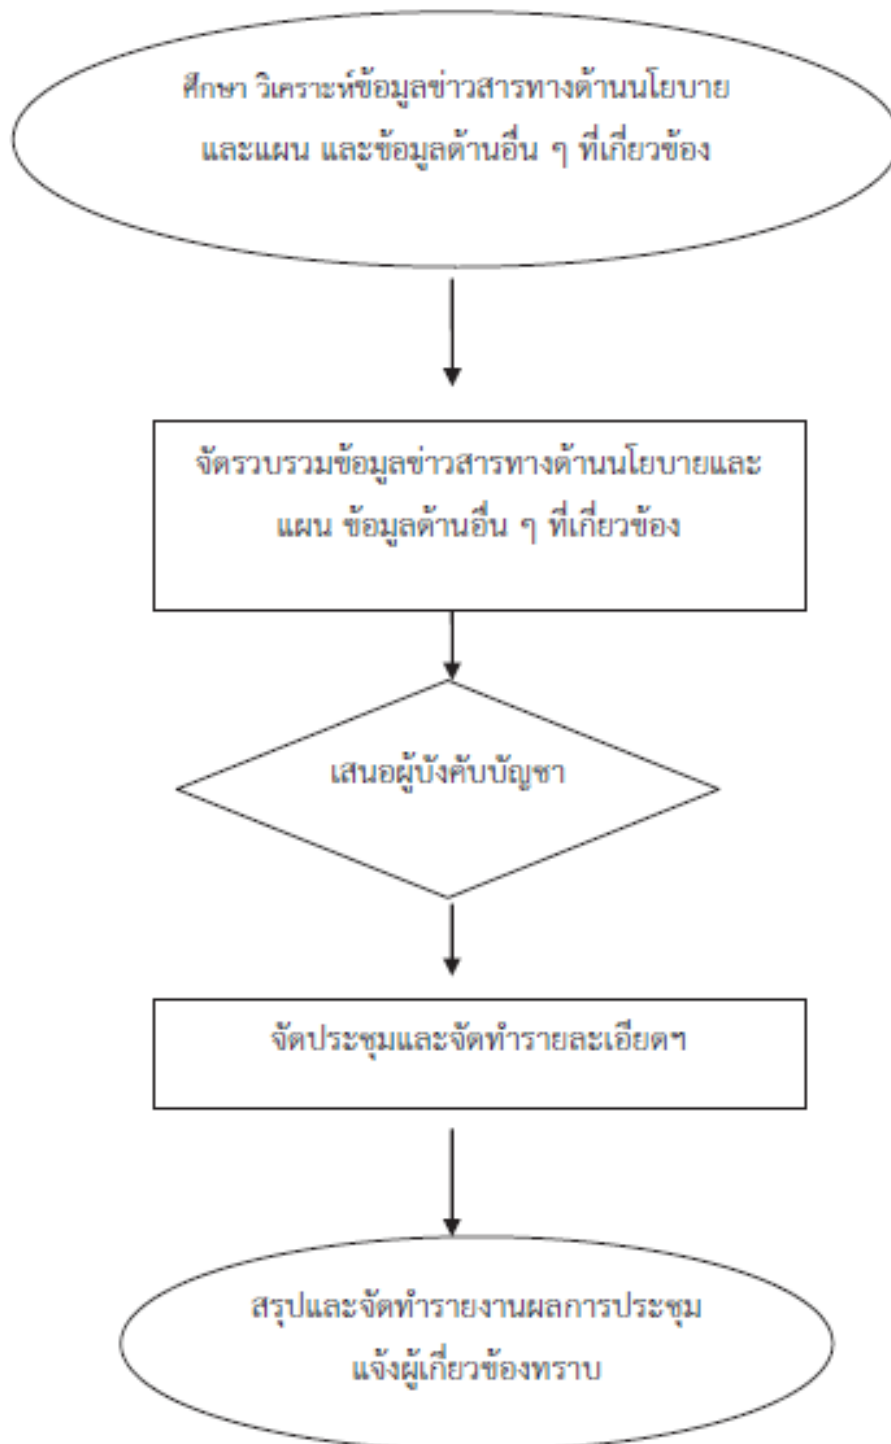 ศึกษา วิเคราะห์ข้อมูลข่าวสารทางด้านนโยบาย
และแผน และข้อมูลด้านอื่น ๆ ที่เกี่ยวข้อง
จัดรวบรวมข้อมูลข่าวสารทางด้านนโยบายและ
แผน ข้อมูลด้านอื่น ๆ ที่เกี่ยวข้อง
เสนอผู้บังคับบัญชา
จัดประชุมและจัดทำรายละเอียดฯ
สรุปและจัดทำรายงานผลการประชุม
แจ้งผู้เกี่ยวข้องทราบ